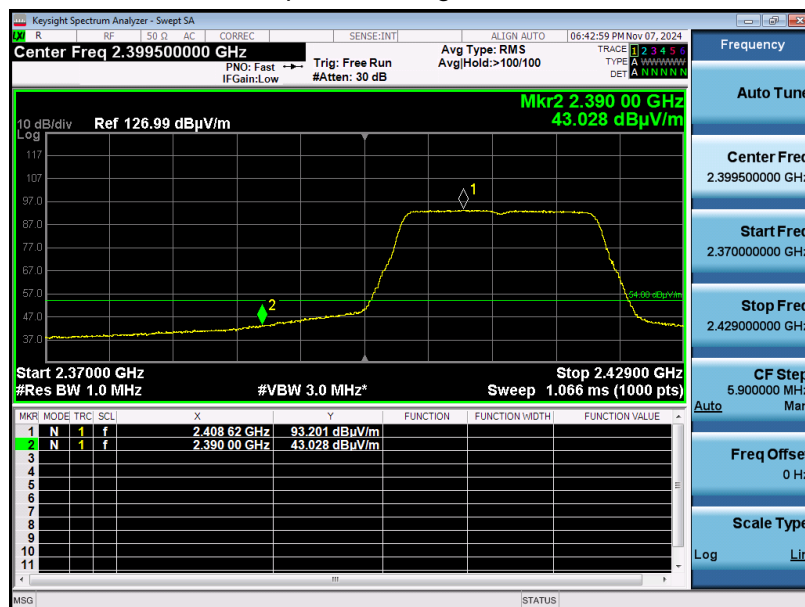 Keysight Spectrum Analyzer - Swept SA
LXI R RF 50 Ω AC CORREC SENSE:INT ALIGN AUTO 06:42:59 PM Nov 07, 2024
Center Freq 2.399500000 GHz
PNO: Fast
IFGain:Low
Trig: Free Run
#Atten: 30 dB
Avg Type: RMS
Avg|Hold:>100/100
TRACE 1 2 3 4 5 6
TYPE A WWWWW
DET A N N N N N
Mkr2 2.390 00 GHz
43.028 dBµV/m
10 dB/div Ref 126.99 dBµV/m
Log
117
107
97.0
87.0
77.0
67.0
57.0
47.0
37.0
1
2
54.00 dBµV/m
Start 2.37000 GHz Stop 2.42900 GHz
#Res BW 1.0 MHz #VBW 3.0 MHz* Sweep 1.066 ms (1000 pts)
MKR MODE TRC SCL X Y FUNCTION FUNCTION WIDTH FUNCTION VALUE
1 N 1 f 2.408 62 GHz 93.201 dBµV/m
2 N 1 f 2.390 00 GHz 43.028 dBµV/m
3
4
5
6
7
8
9
10
11
MSG STATUS
Frequency
Auto Tune
Center Freq
2.399500000 GHz
Start Freq
2.370000000 GHz
Stop Freq
2.429000000 GHz
CF Step
5.900000 MHz
Auto Man
Freq Offset
0 Hz
Scale Type
Log Lin